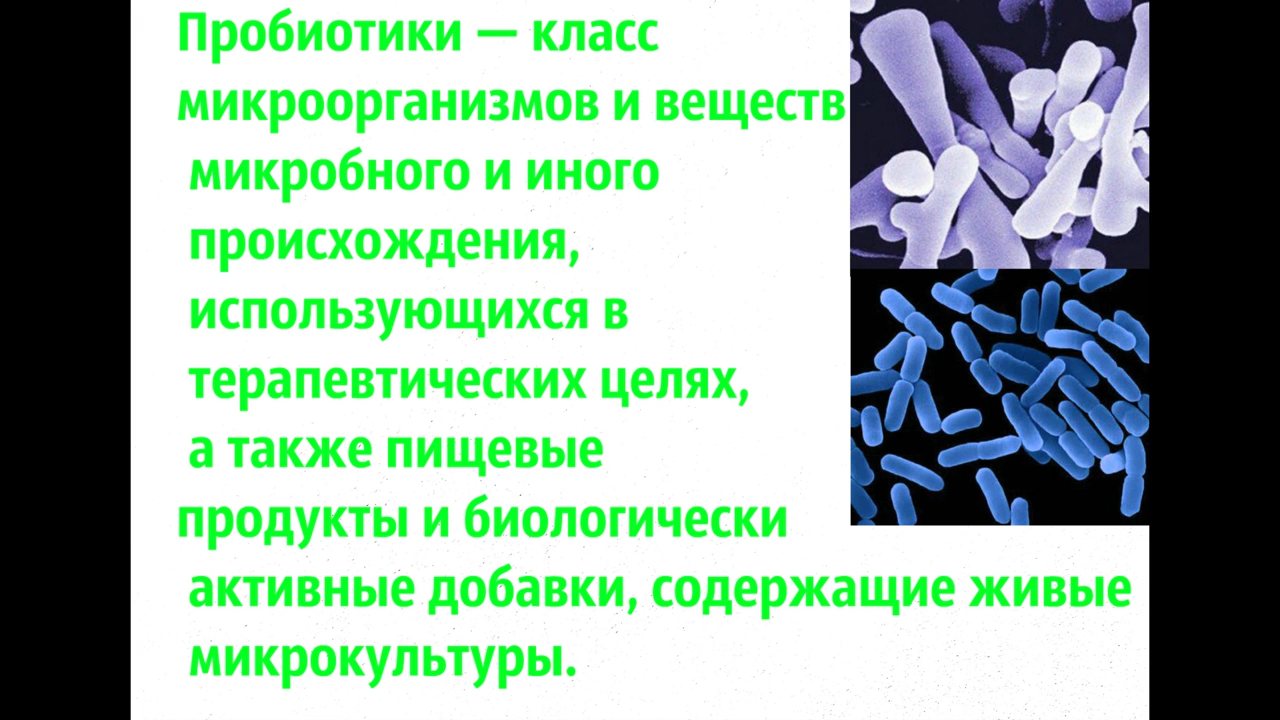 Пробиотики — класс
микроорганизмов и веществ
микробного и иного
происхождения,
использующихся в
терапевтических целях,
а также пищевые
продукты и биологически
активные добавки, содержащие живые
микрокультуры.